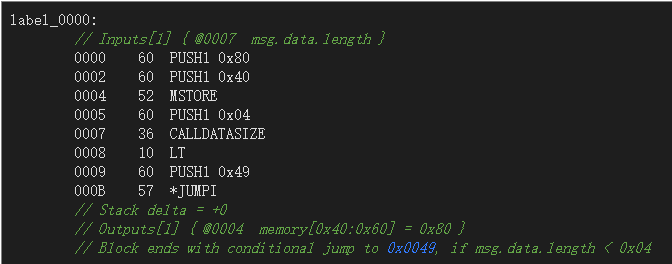 label_0000:
// Inputs[1] { @0007 msg.data.length }
0000 60 PUSH1 0x80
0002 60 PUSH1 0x40
0004 52 MSTORE
0005 60 PUSH1 0x04
0007 36 CALLDATASIZE
0008 10 LT
0009 60 PUSH1 0x49
000B 57 *JUMPI
// Stack delta = +0
// Outputs[1] { @0004 memory[0x40:0x60] = 0x80 }
// Block ends with conditional jump to 0x0049, if msg.data.length < 0x04